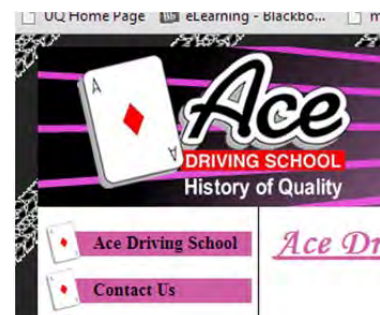 UQ Home Page eLearning - Blackbo... m
A
Ace
A
DRIVING SCHOOL
History of Quality
Ace Driving School
Ace Dr
Contact Us